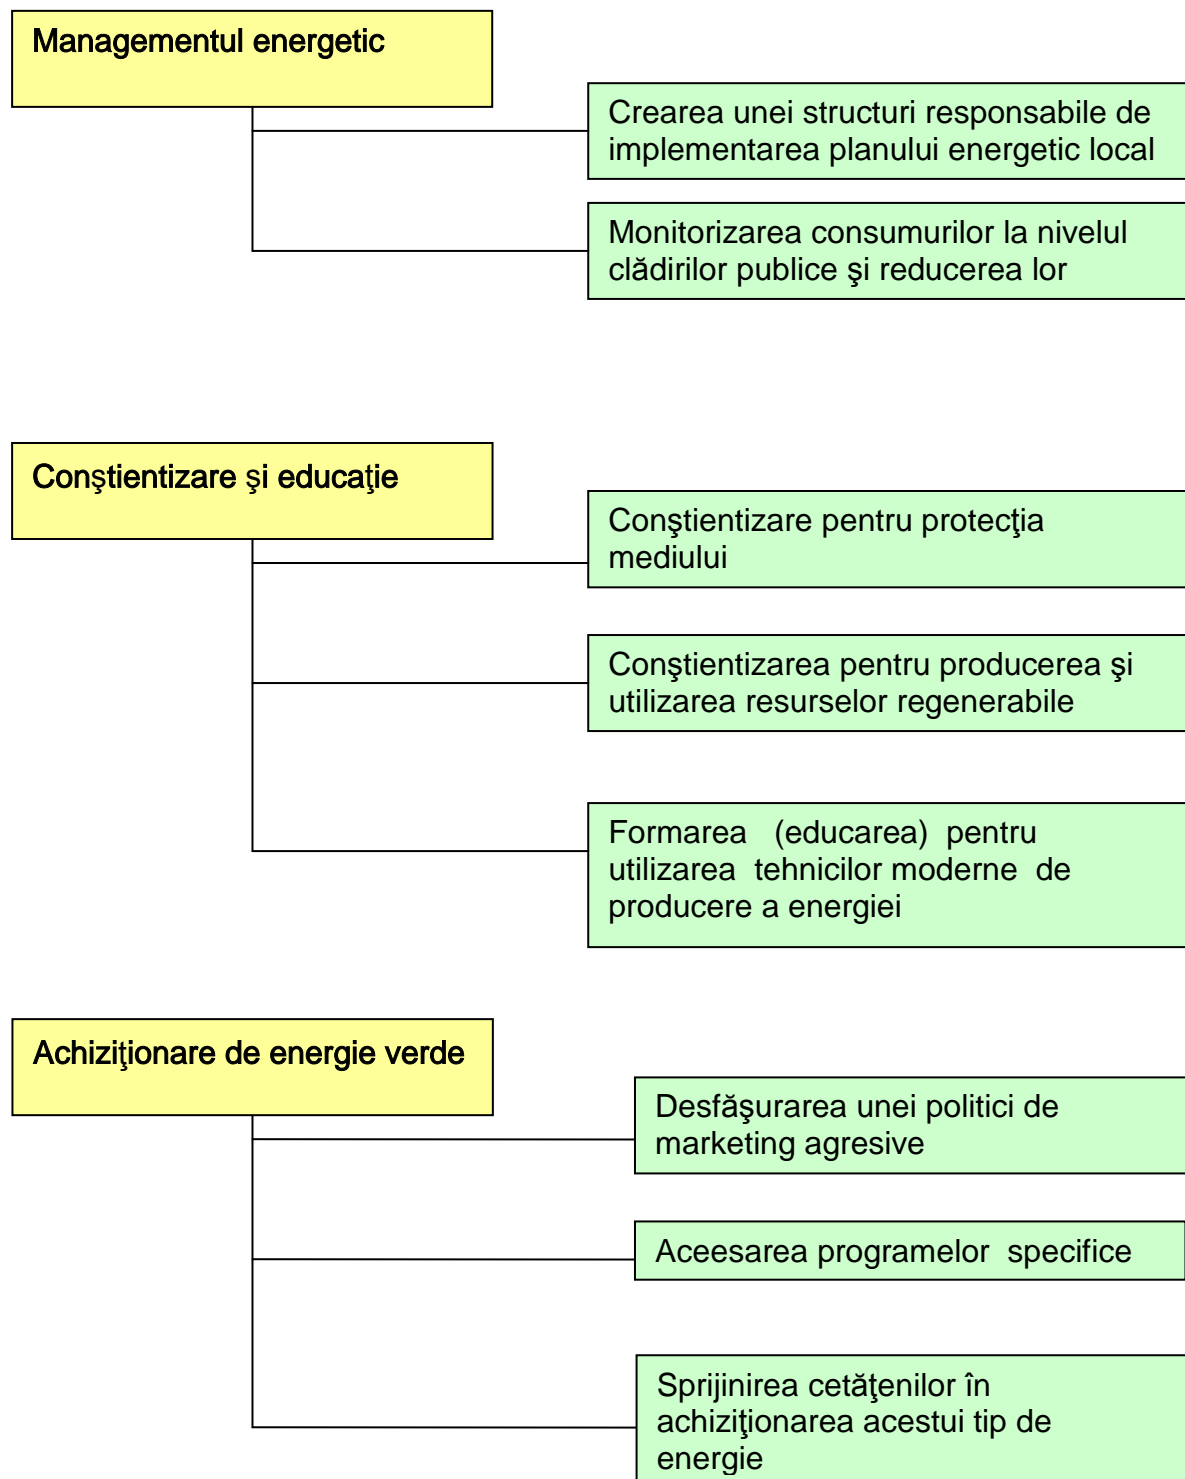 Managementul energetic
Crearea unei structuri responsabile de
implementarea planului energetic local
Monitorizarea consumurilor la nivelul
clădirilor publice şi reducerea lor
Conştientizare şi educaţie
Conştientizare pentru protecţia
mediului
Conştientizarea pentru producerea şi
utilizarea resurselor regenerabile
Formarea (educarea) pentru
utilizarea tehnicilor moderne de
producere a energiei
Achiziţionare de energie verde
Desfăşurarea unei politici de
marketing agresive
Aceesarea programelor specifice
Sprijinirea cetăţenilor în
achiziţionarea acestui tip de
energie